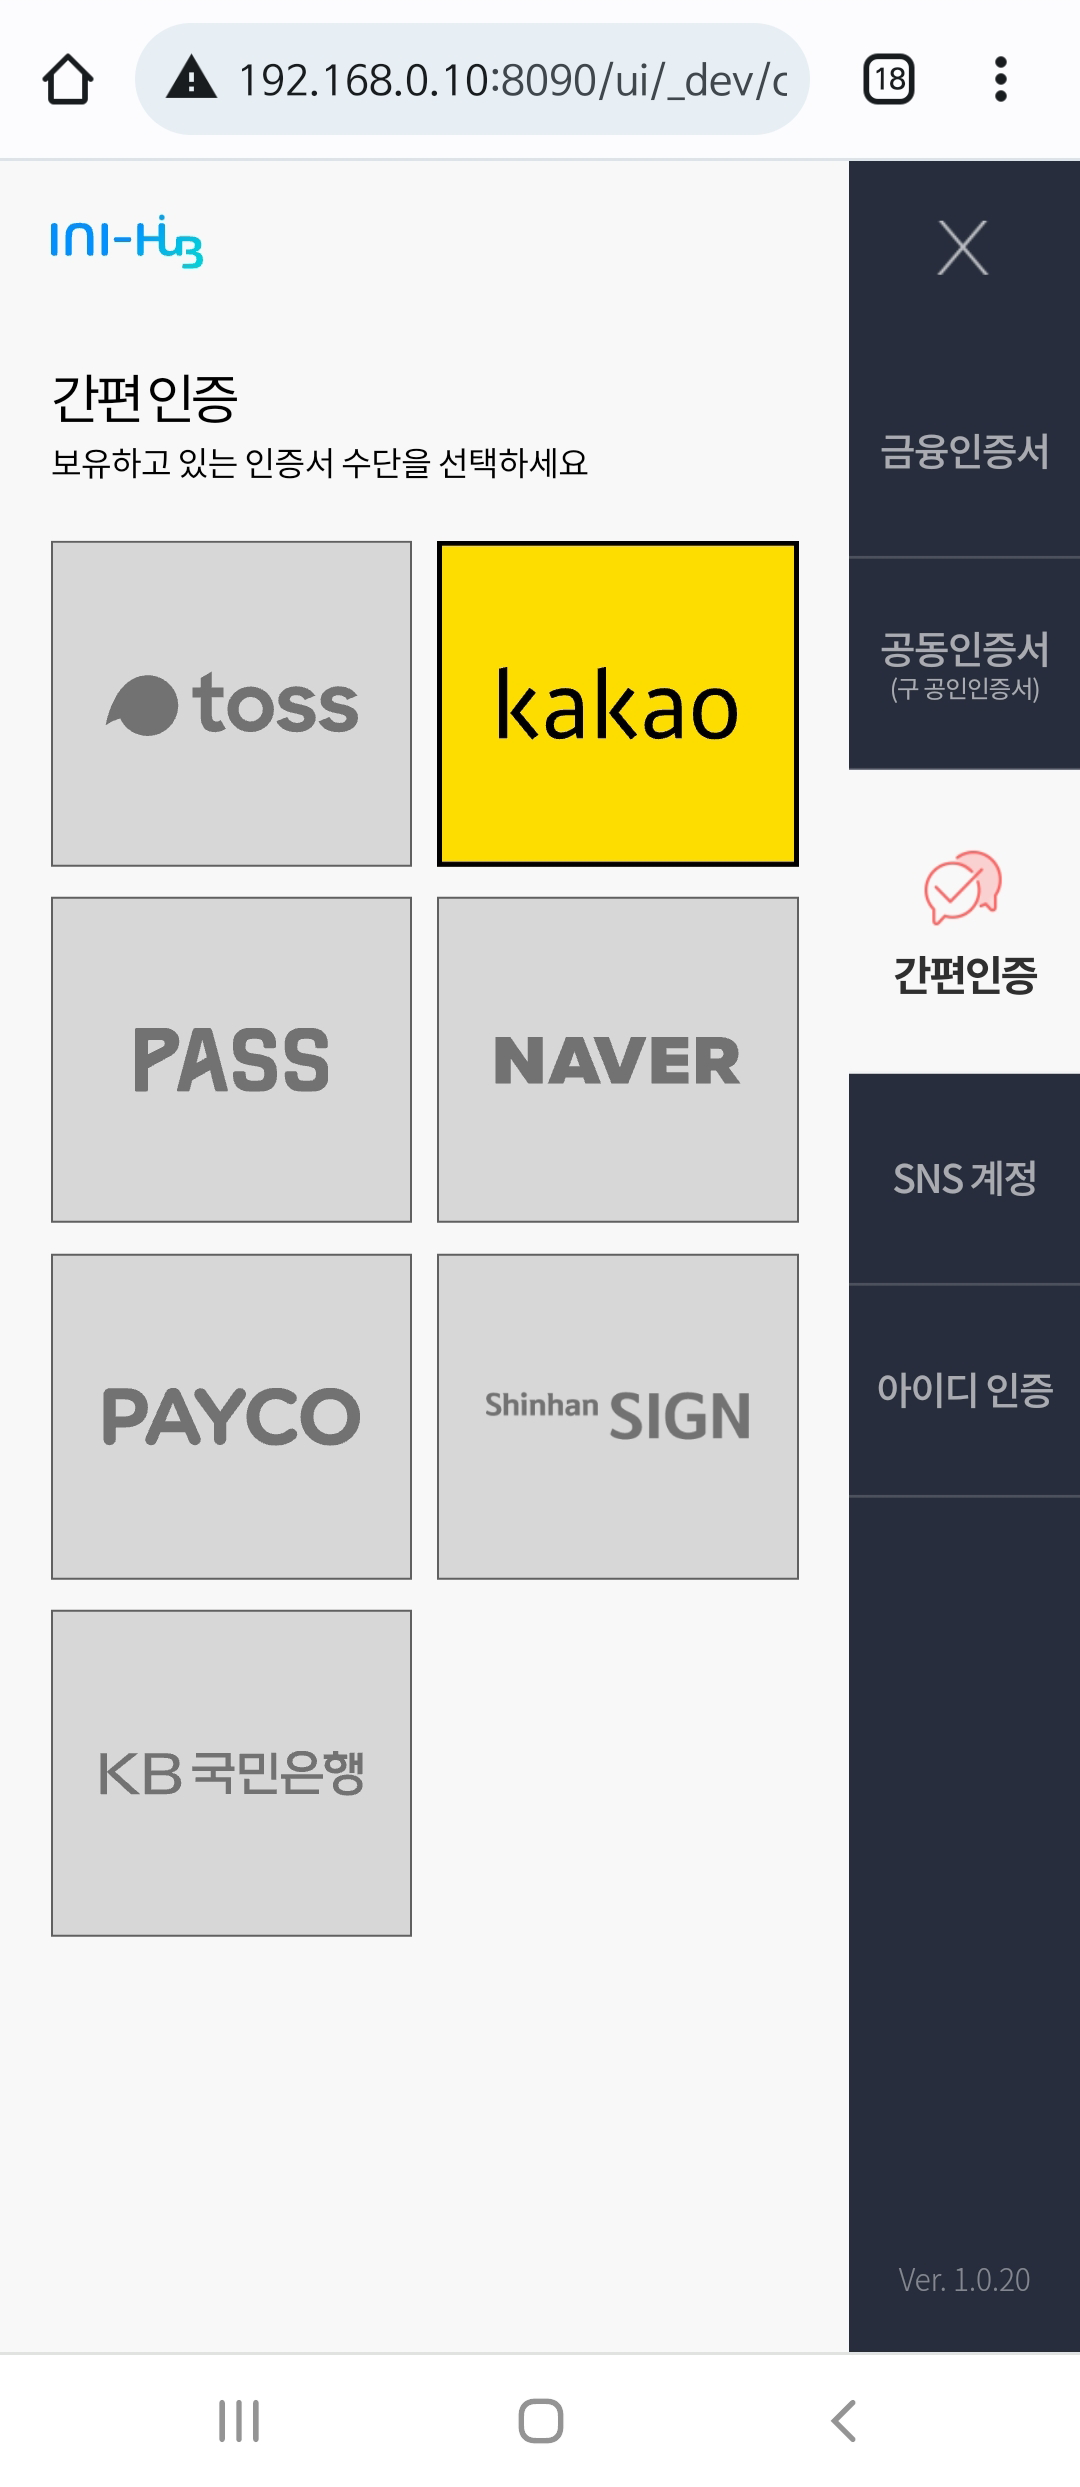 192.168.0.10:8090/ui/_dev/c
18
INI-HuB
간편인증
보유하고 있는 인증서 수단을 선택하세요
toss
kakao
PASS
NAVER
PAYCO
Shinhan SIGN
KB 국민은행
금융인증서
공동인증서
(구 공인인증서)
간편인증
SNS 계정
아이디 인증
Ver. 1.0.20